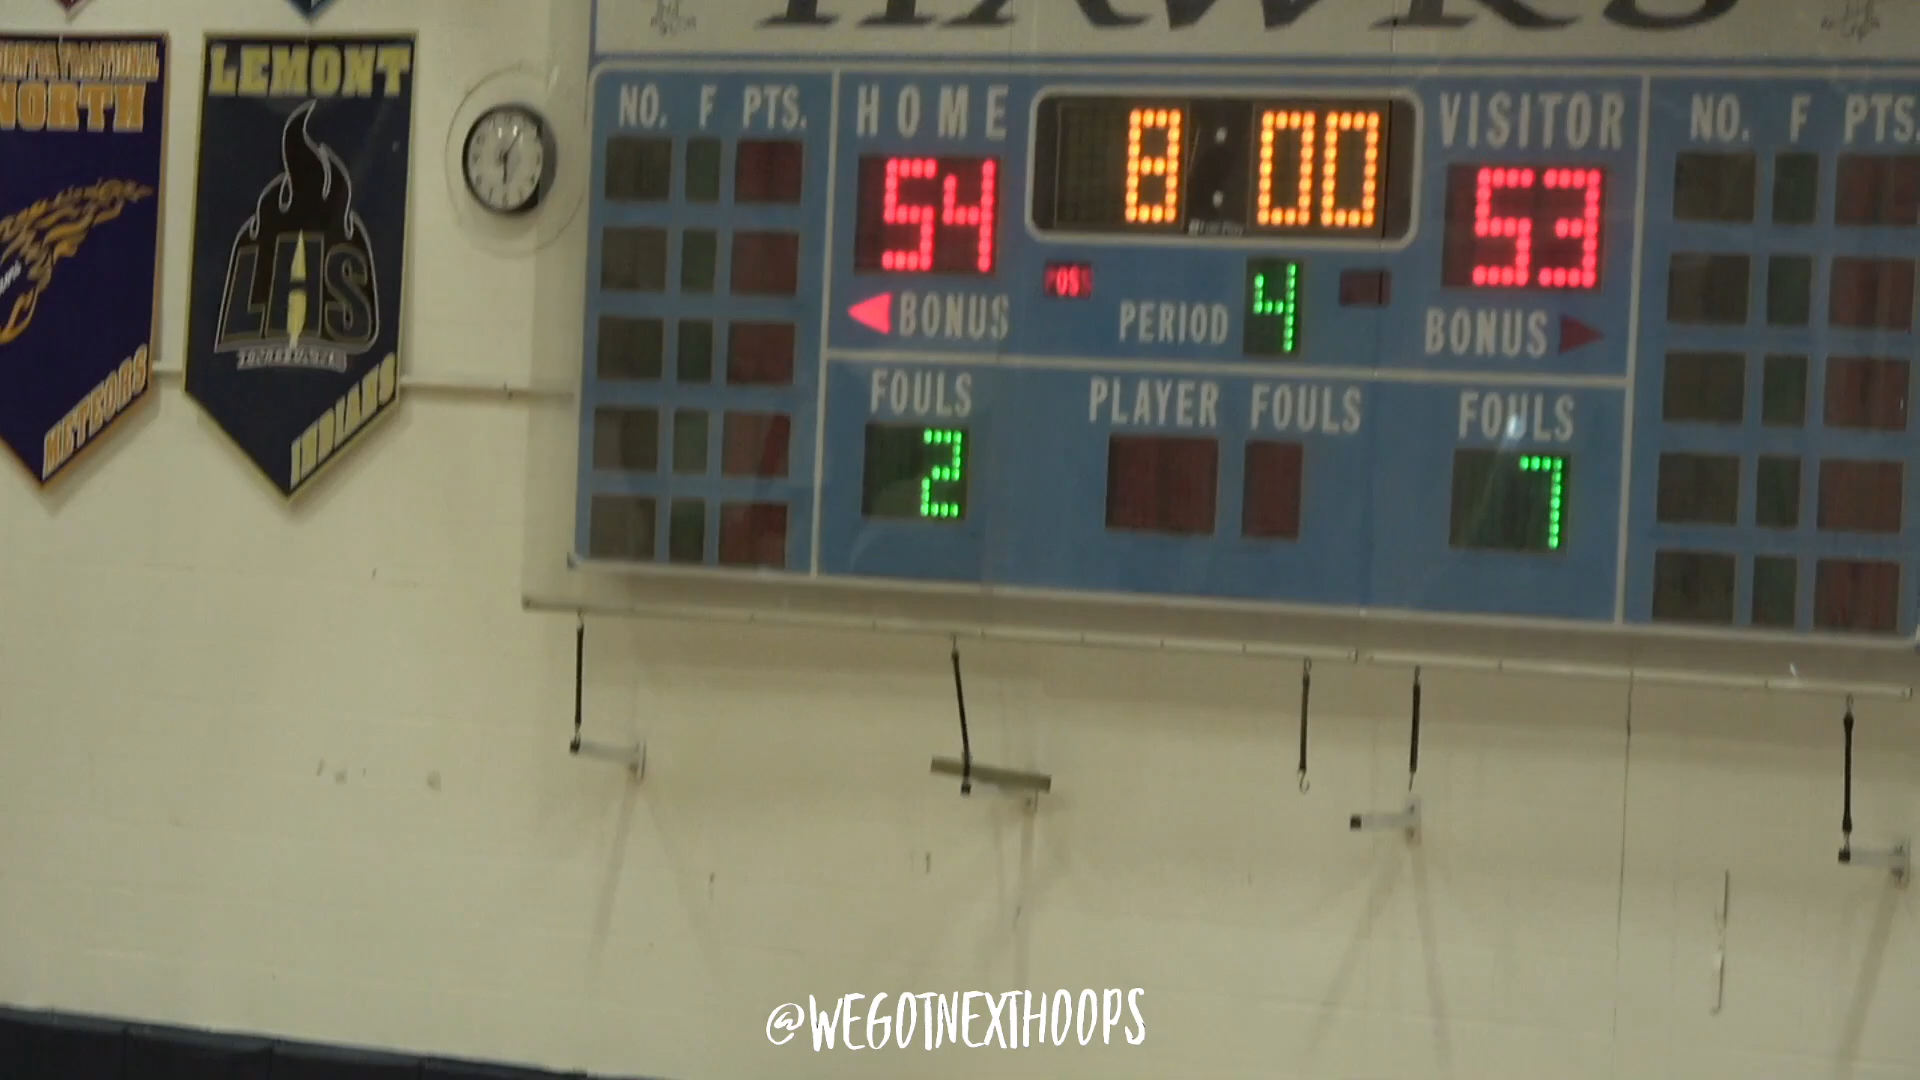 HAWKS
LEMONT
NORTH
LHS
INDIANS
METEORS
NO. F PTS.
HOME
8:00
VISITOR
NO. F PTS.
54
53
POSS
BONUS
PERIOD 4
BONUS
FOULS
PLAYER FOULS
FOULS
2
7
@WEGOTNEXTHOOPS